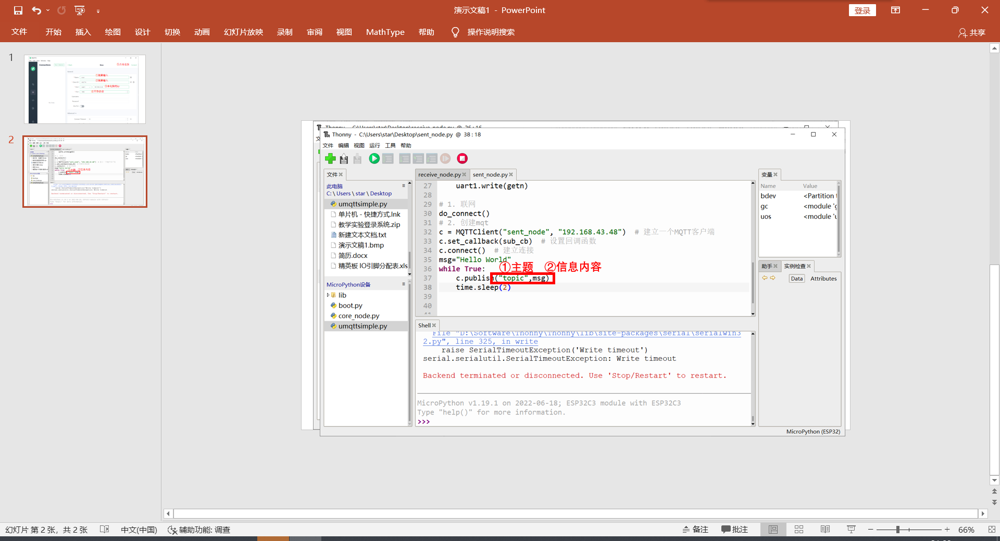 演示文稿1 - PowerPoint
登录
文件 开始 插入 绘图 设计 切换 动画 幻灯片放映 录制 审阅 视图 MathType 帮助 操作说明搜索
共享
1
2
Thonny - C:\Users\star\Desktop\receive_node.py @ 26:16
Thonny - C:\Users\star\Desktop\sent_node.py @ 38:18
文件 编辑 视图 运行 工具 帮助
文件
此电脑
C: \ Users \ star \ Desktop
umqttsimple.py
单片机 - 快捷方式.lnk
教学实验登录系统.zip
新建文本文档.txt
演示文稿1.bmp
简历.docx
精英板 IO引脚分配表.xls
MicroPython设备
lib
boot.py
core_node.py
umqttsimple.py
receive_node.py sent_node.py
27 uart1.write(getn)
28
29 # 1. 联网
30 do_connect()
31 # 2. 创建mqt
32 c = MQTTClient("sent_node", "192.168.43.48") # 建立一个MQTT客户端
33 c.set_callback(sub_cb) # 设置回调函数
34 c.connect() # 建立连接
35 msg="Hello World"
①主题 ②信息内容
36 while True:
37 c.publish("topic",msg)
38 time.sleep(2)
39
40
Shell
File "D:\Software\Thonny\Thonny\lib\site-packages\serial\serialwin3
2.py", line 325, in write
raise SerialTimeoutException('Write timeout')
serial.serialutil.SerialTimeoutException: Write timeout
Backend terminated or disconnected. Use 'Stop/Restart' to restart.
MicroPython v1.19.1 on 2022-06-18; ESP32C3 module with ESP32C3
Type "help()" for more information.
>>>
变量
Name Value
bdev <Partition
gc <module 'g
uos <module 'u
助手 实例检查
Data Attributes
MicroPython (ESP32)
幻灯片 第 2 张，共 2 张 中文(中国) 辅助功能: 调查
备注 批注 66%